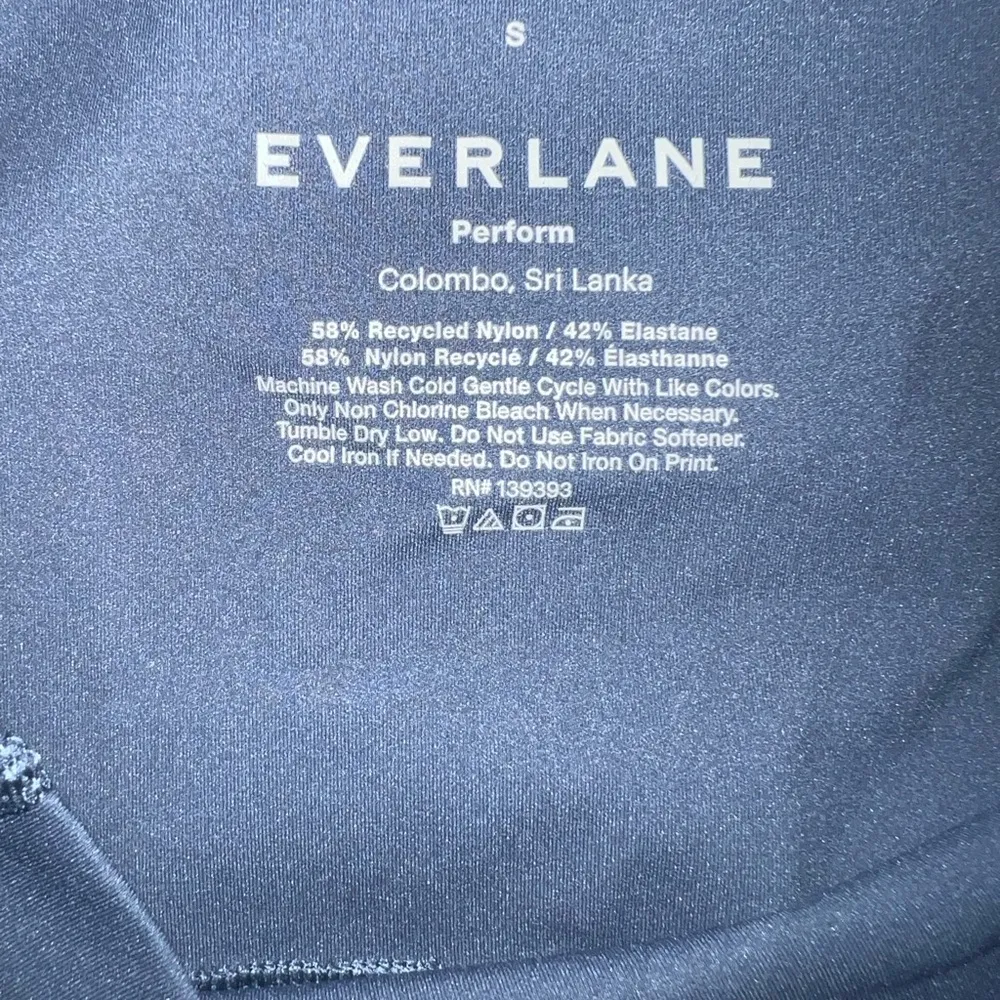 S
EVERLANE
Perform
Colombo, Sri Lanka
58% Recycled Nylon / 42% Elastane
58% Nylon Recyclé / 42% Élasthanne
Machine Wash Cold Gentle Cycle With Like Colors.
Only Non Chlorine Bleach When Necessary.
Tumble Dry Low. Do Not Use Fabric Softener.
Cool Iron If Needed. Do Not Iron On Print.
RN# 139393